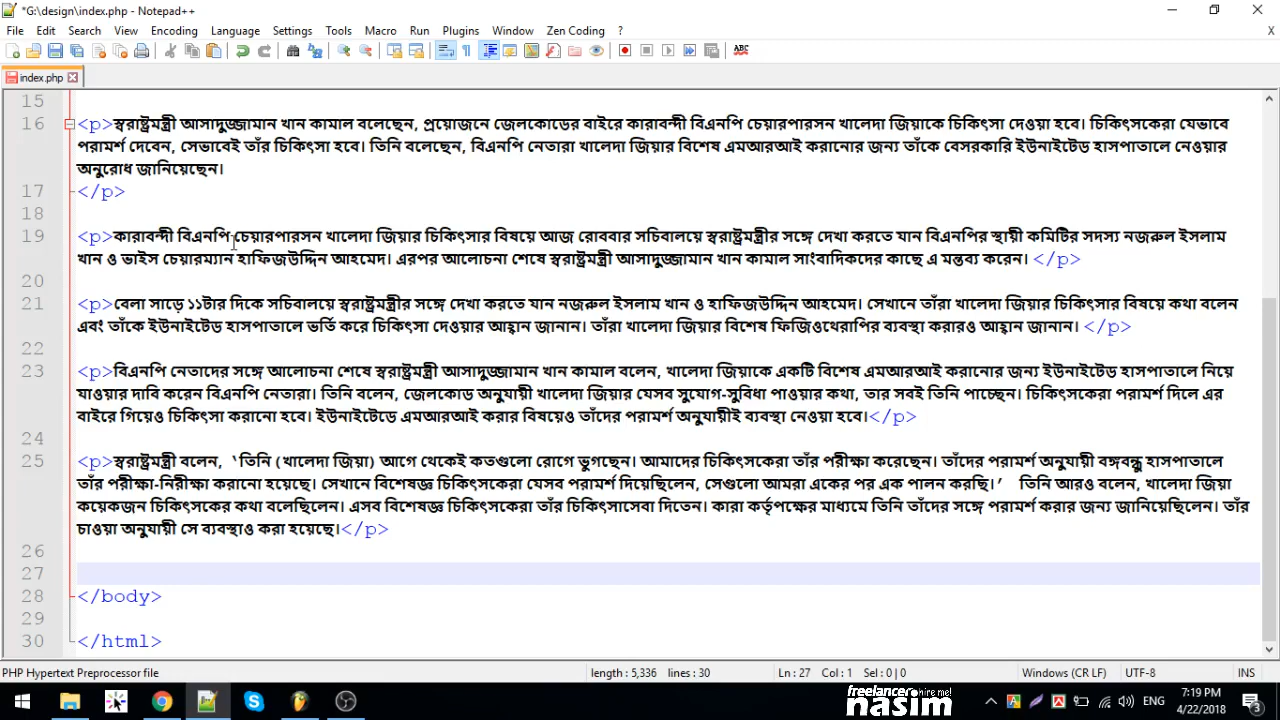 *G:\design\index.php - Notepad++
File Edit Search View Encoding Language Settings Tools Macro Run Plugins Window Zen Coding ? X
index.php
15
16 <p>স্বরাষ্ট্রমন্ত্রী আসাদুজ্জামান খান কামাল বলেছেন, প্রয়োজনে জেলকোডের বাইরে কারাবন্দী বিএনপি চেয়ারপারসন খালেদা জিয়াকে চিকিৎসা দেওয়া হবে। চিকিৎসকেরা যেভাবে
পরামর্শ দেবেন, সেভাবেই তাঁর চিকিৎসা হবে। তিনি বলেছেন, বিএনপি নেতারা খালেদা জিয়ার বিশেষ এমআরআই করানোর জন্য তাঁকে বেসরকারি ইউনাইটেড হাসপাতালে নেওয়ার
অনুরোধ জানিয়েছেন।
17 </p>
18
19 <p>কারাবন্দী বিএনপি চেয়ারপারসন খালেদা জিয়ার চিকিৎসার বিষয়ে আজ রোববার সচিবালয়ে স্বরাষ্ট্রমন্ত্রীর সঙ্গে দেখা করতে যান বিএনপির স্থায়ী কমিটির সদস্য নজরুল ইসলাম
খান ও ভাইস চেয়ারম্যান হাফিজউদ্দিন আহমেদ। এরপর আলোচনা শেষে স্বরাষ্ট্রমন্ত্রী আসাদুজ্জামান খান কামাল সাংবাদিকদের কাছে এ মন্তব্য করেন। </p>
20
21 <p>বেলা সাড়ে ১১টার দিকে সচিবালয়ে স্বরাষ্ট্রমন্ত্রীর সঙ্গে দেখা করতে যান নজরুল ইসলাম খান ও হাফিজউদ্দিন আহমেদ। সেখানে তাঁরা খালেদা জিয়ার চিকিৎসার বিষয়ে কথা বলেন
এবং তাঁকে ইউনাইটেড হাসপাতালে ভর্তি করে চিকিৎসা দেওয়ার আহ্বান জানান। তাঁরা খালেদা জিয়ার বিশেষ ফিজিওথেরাপির ব্যবস্থা করারও আহ্বান জানান। </p>
22
23 <p>বিএনপি নেতাদের সঙ্গে আলোচনা শেষে স্বরাষ্ট্রমন্ত্রী আসাদুজ্জামান খান কামাল বলেন, খালেদা জিয়াকে একটি বিশেষ এমআরআই করানোর জন্য ইউনাইটেড হাসপাতালে নিয়ে
যাওয়ার দাবি করেন বিএনপি নেতারা। তিনি বলেন, জেলকোড অনুযায়ী খালেদা জিয়ার যেসব সুযোগ-সুবিধা পাওয়ার কথা, তার সবই তিনি পাচ্ছেন। চিকিৎসকেরা পরামর্শ দিলে এর
বাইরে গিয়েও চিকিৎসা করানো হবে। ইউনাইটেডে এমআরআই করার বিষয়েও তাঁদের পরামর্শ অনুযায়ীই ব্যবস্থা নেওয়া হবে।</p>
24
25 <p>স্বরাষ্ট্রমন্ত্রী বলেন, ‘তিনি (খালেদা জিয়া) আগে থেকেই কতগুলো রোগে ভুগছেন। আমাদের চিকিৎসকেরা তাঁর পরীক্ষা করেছেন। তাঁদের পরামর্শ অনুযায়ী বঙ্গবন্ধু হাসপাতালে
তাঁর পরীক্ষা-নিরীক্ষা করানো হয়েছে। সেখানে বিশেষজ্ঞ চিকিৎসকেরা যেসব পরামর্শ দিয়েছিলেন, সেগুলো আমরা একের পর এক পালন করছি।’ তিনি আরও বলেন, খালেদা জিয়া
কয়েকজন চিকিৎসকের কথা বলেছিলেন। এসব বিশেষজ্ঞ চিকিৎসকেরা তাঁর চিকিৎসাসেবা দিতেন। কারা কর্তৃপক্ষের মাধ্যমে তিনি তাঁদের সঙ্গে পরামর্শ করার জন্য জানিয়েছিলেন। তাঁর
চাওয়া অনুযায়ী সে ব্যবস্থাও করা হয়েছে।</p>
26
27
28 </body>
29
30 </html>
PHP Hypertext Preprocessor file length : 5,336 lines : 30 Ln : 27 Col : 1 Sel : 0 | 0 Windows (CR LF) UTF-8 INS
freelancer hire me!
nasim
ENG
7:19 PM
4/22/2018
3